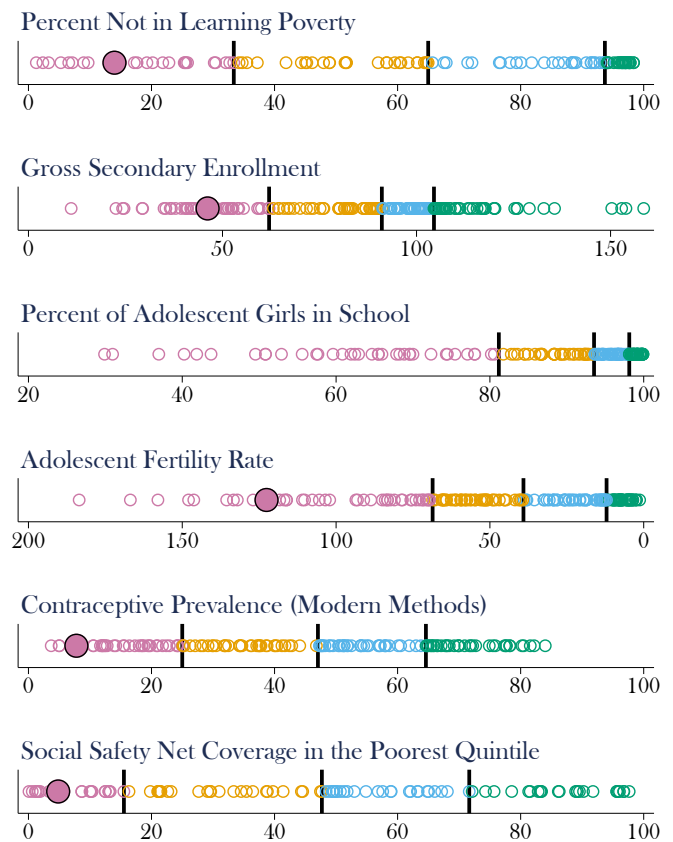 Percent Not in Learning Poverty
0 20 40 60 80 100
Gross Secondary Enrollment
0 50 100 150
Percent of Adolescent Girls in School
20 40 60 80 100
Adolescent Fertility Rate
200 150 100 50 0
Contraceptive Prevalence (Modern Methods)
0 20 40 60 80 100
Social Safety Net Coverage in the Poorest Quintile
0 20 40 60 80 100